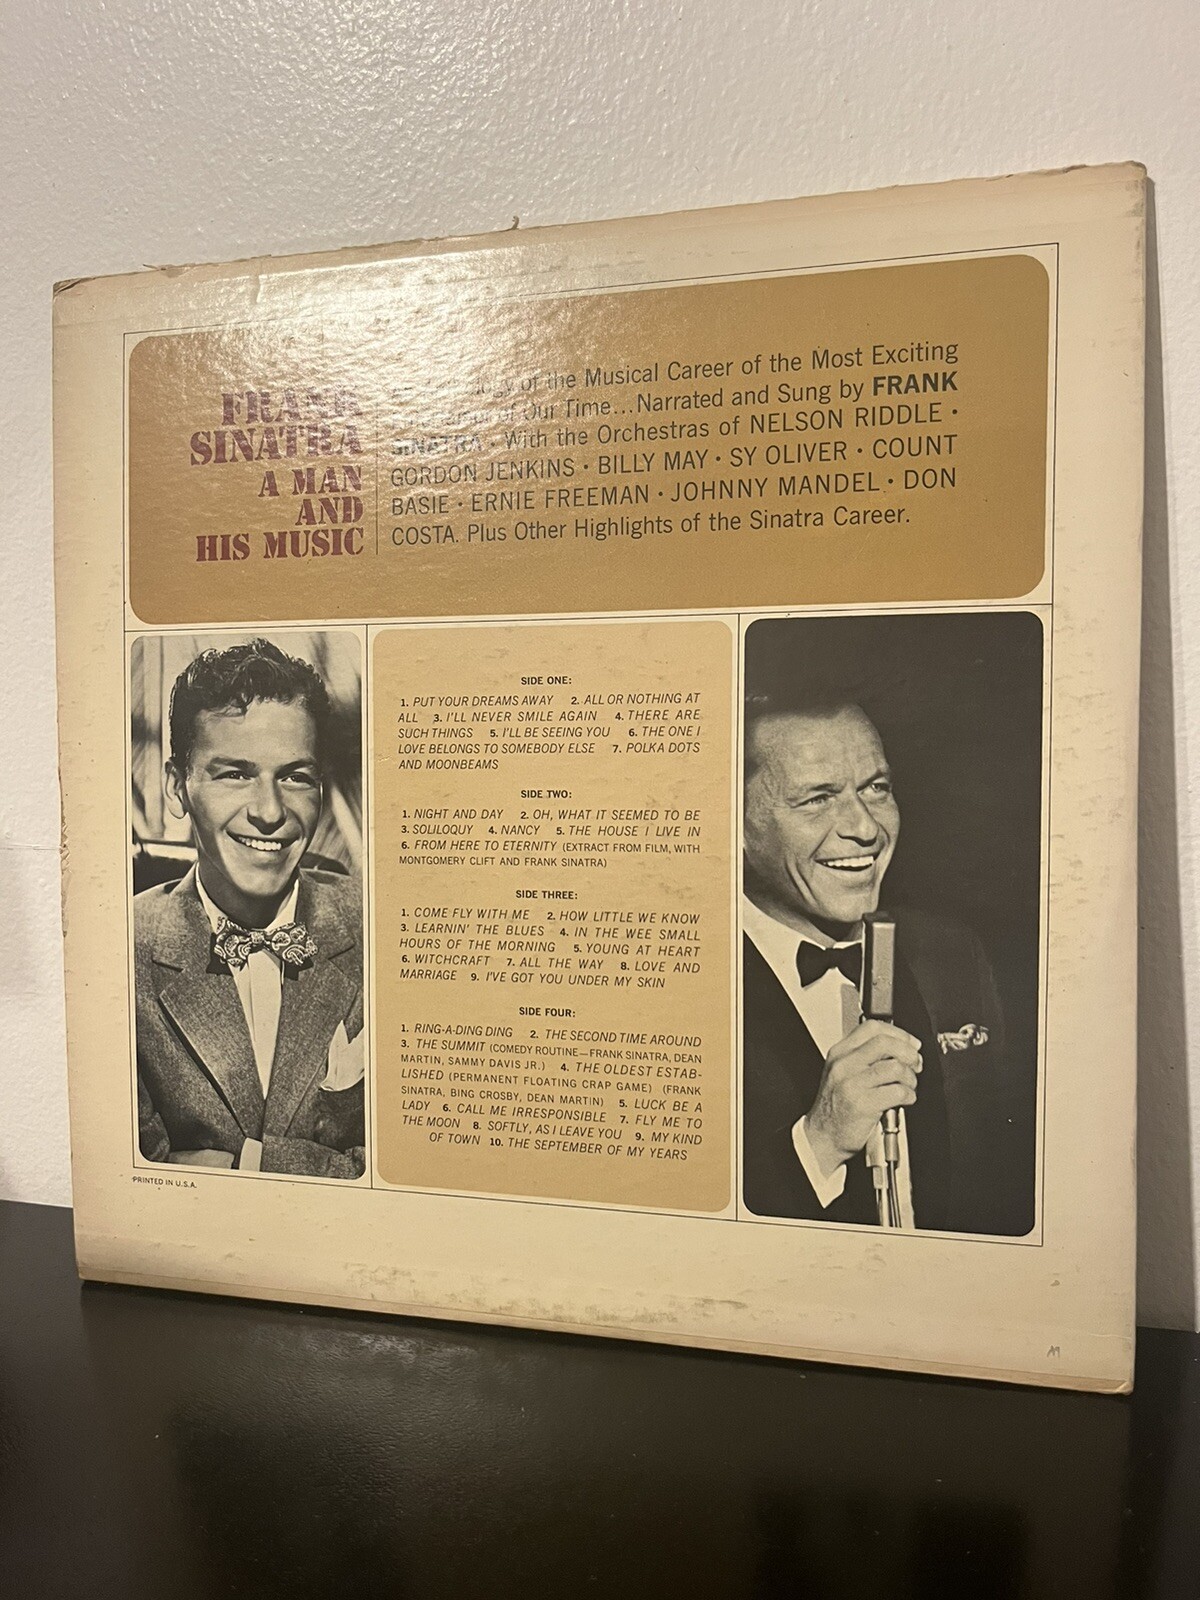 FRANK
SINATRA
A MAN
AND
HIS MUSIC
of the Musical Career of the Most Exciting
of Our Time...Narrated and Sung by FRANK
SINATRA • With the Orchestras of NELSON RIDDLE •
GORDON JENKINS • BILLY MAY • SY OLIVER • COUNT
BASIE • ERNIE FREEMAN • JOHNNY MANDEL • DON
COSTA. Plus Other Highlights of the Sinatra Career.
SIDE ONE:
1. PUT YOUR DREAMS AWAY 2. ALL OR NOTHING AT
ALL 3. I'LL NEVER SMILE AGAIN 4. THERE ARE
SUCH THINGS 5. I'LL BE SEEING YOU 6. THE ONE I
LOVE BELONGS TO SOMEBODY ELSE 7. POLKA DOTS
AND MOONBEAMS
SIDE TWO:
1. NIGHT AND DAY 2. OH, WHAT IT SEEMED TO BE
3. SOLILOQUY 4. NANCY 5. THE HOUSE I LIVE IN
6. FROM HERE TO ETERNITY (EXTRACT FROM FILM, WITH
MONTGOMERY CLIFT AND FRANK SINATRA)
SIDE THREE:
1. COME FLY WITH ME 2. HOW LITTLE WE KNOW
3. LEARNIN' THE BLUES 4. IN THE WEE SMALL
HOURS OF THE MORNING 5. YOUNG AT HEART
6. WITCHCRAFT 7. ALL THE WAY 8. LOVE AND
MARRIAGE 9. I'VE GOT YOU UNDER MY SKIN
SIDE FOUR:
1. RING-A-DING DING 2. THE SECOND TIME AROUND
3. THE SUMMIT (COMEDY ROUTINE—FRANK SINATRA, DEAN
MARTIN, SAMMY DAVIS JR.) 4. THE OLDEST ESTAB-
LISHED (PERMANENT FLOATING CRAP GAME) (FRANK
SINATRA, BING CROSBY, DEAN MARTIN) 5. LUCK BE A
LADY 6. CALL ME IRRESPONSIBLE 7. FLY ME TO
THE MOON 8. SOFTLY, AS I LEAVE YOU 9. MY KIND
OF TOWN 10. THE SEPTEMBER OF MY YEARS
PRINTED IN U.S.A.